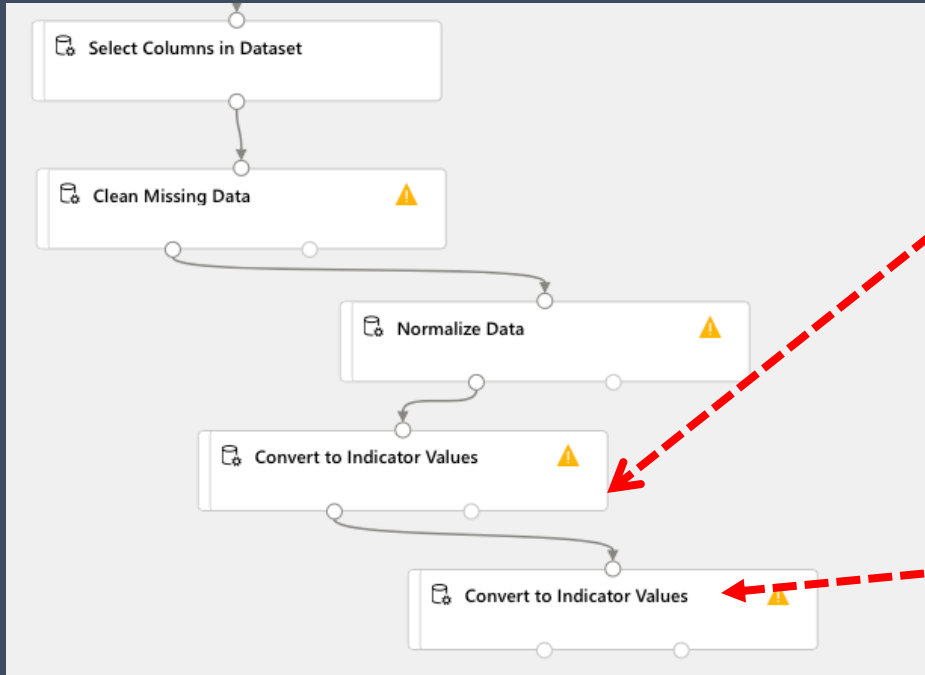 Select Columns in Dataset
Clean Missing Data
Normalize Data
Convert to Indicator Values
Convert to Indicator Values